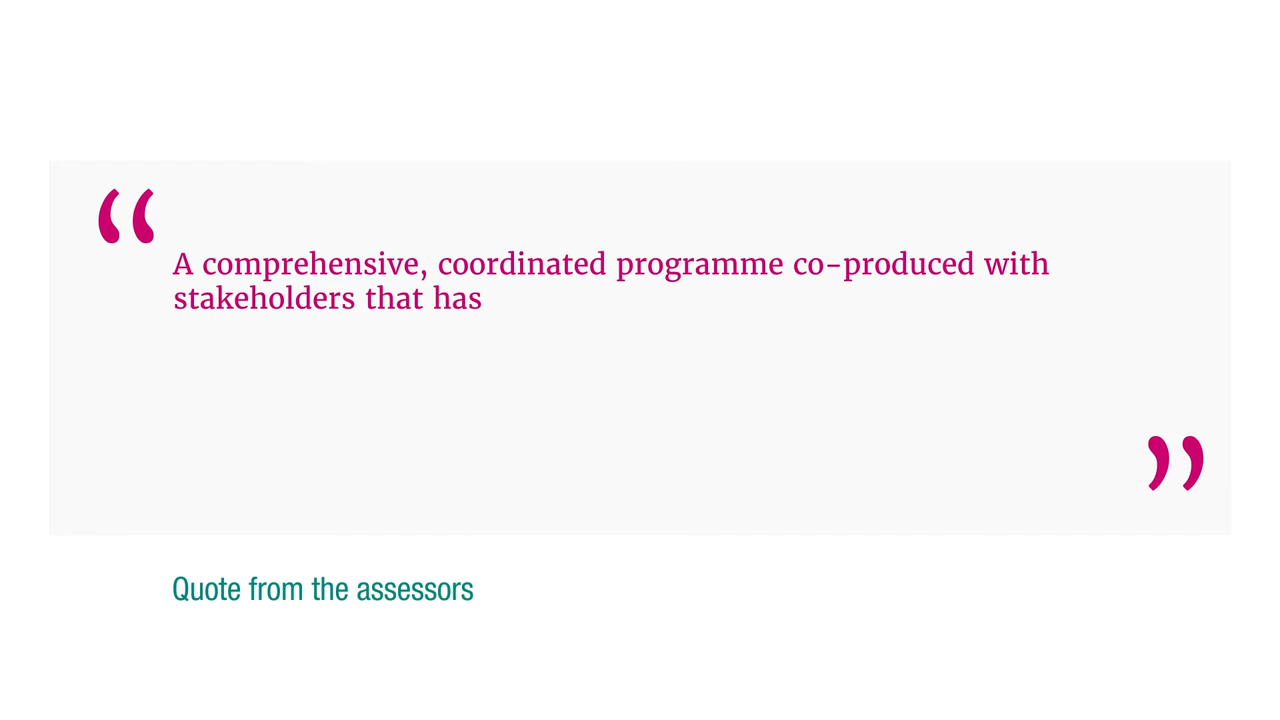 “
A comprehensive, coordinated programme co-produced with
stakeholders that has
”
Quote from the assessors